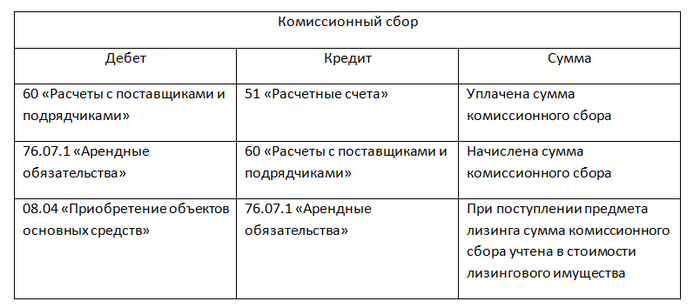 Комиссионный сбор
Дебет
Кредит
Сумма
60 «Расчеты с поставщиками и
подрядчиками»
51 «Расчетные счета»
Уплачена сумма
комиссионного сбора
76.07.1 «Арендные
обязательства»
60 «Расчеты с поставщиками и
подрядчиками»
Начислена сумма
комиссионного сбора
08.04 «Приобретение объектов
основных средств»
76.07.1 «Арендные
обязательства»
При поступлении предмета
лизинга сумма комиссионного
сбора учтена в стоимости
лизингового имущества